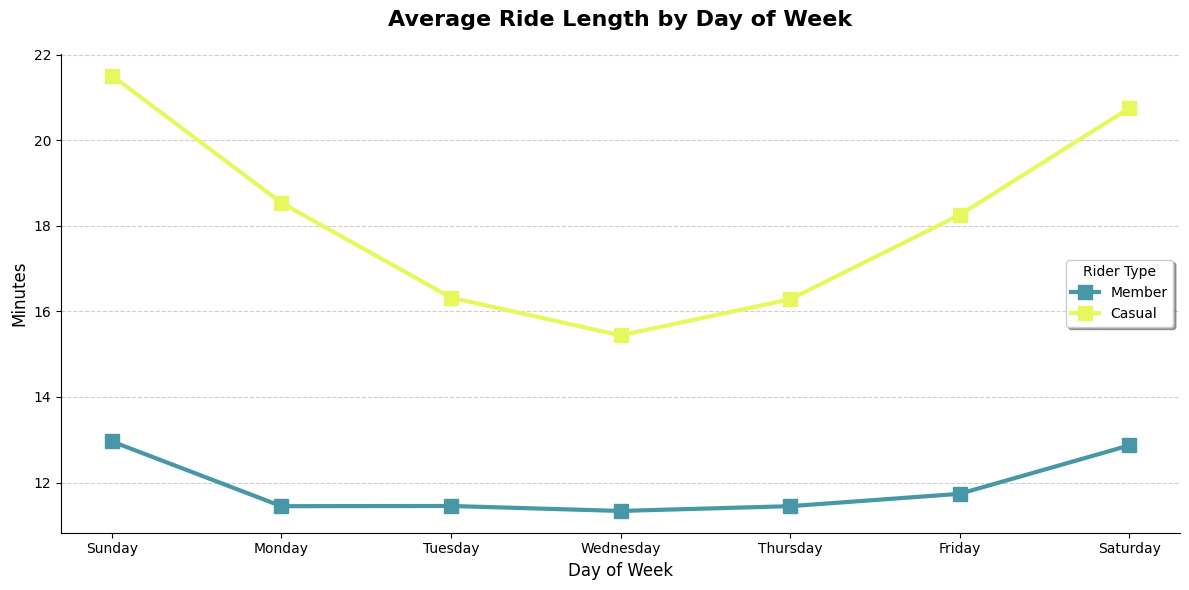 Average Ride Length by Day of Week
Minutes
22
20
18
16
14
12
Rider Type
Member
Casual
Sunday Monday Tuesday Wednesday Thursday Friday Saturday
Day of Week